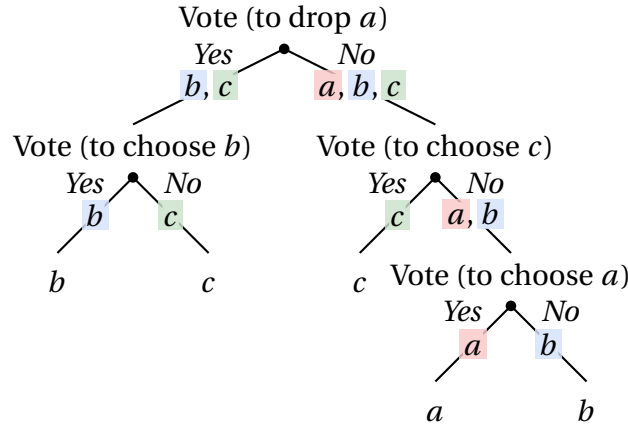 Vote (to drop a)
Yes No
b, c a, b, c
Vote (to choose b) Vote (to choose c)
Yes No Yes No
b c c a, b
b c c Vote (to choose a)
Yes No
a b
a b